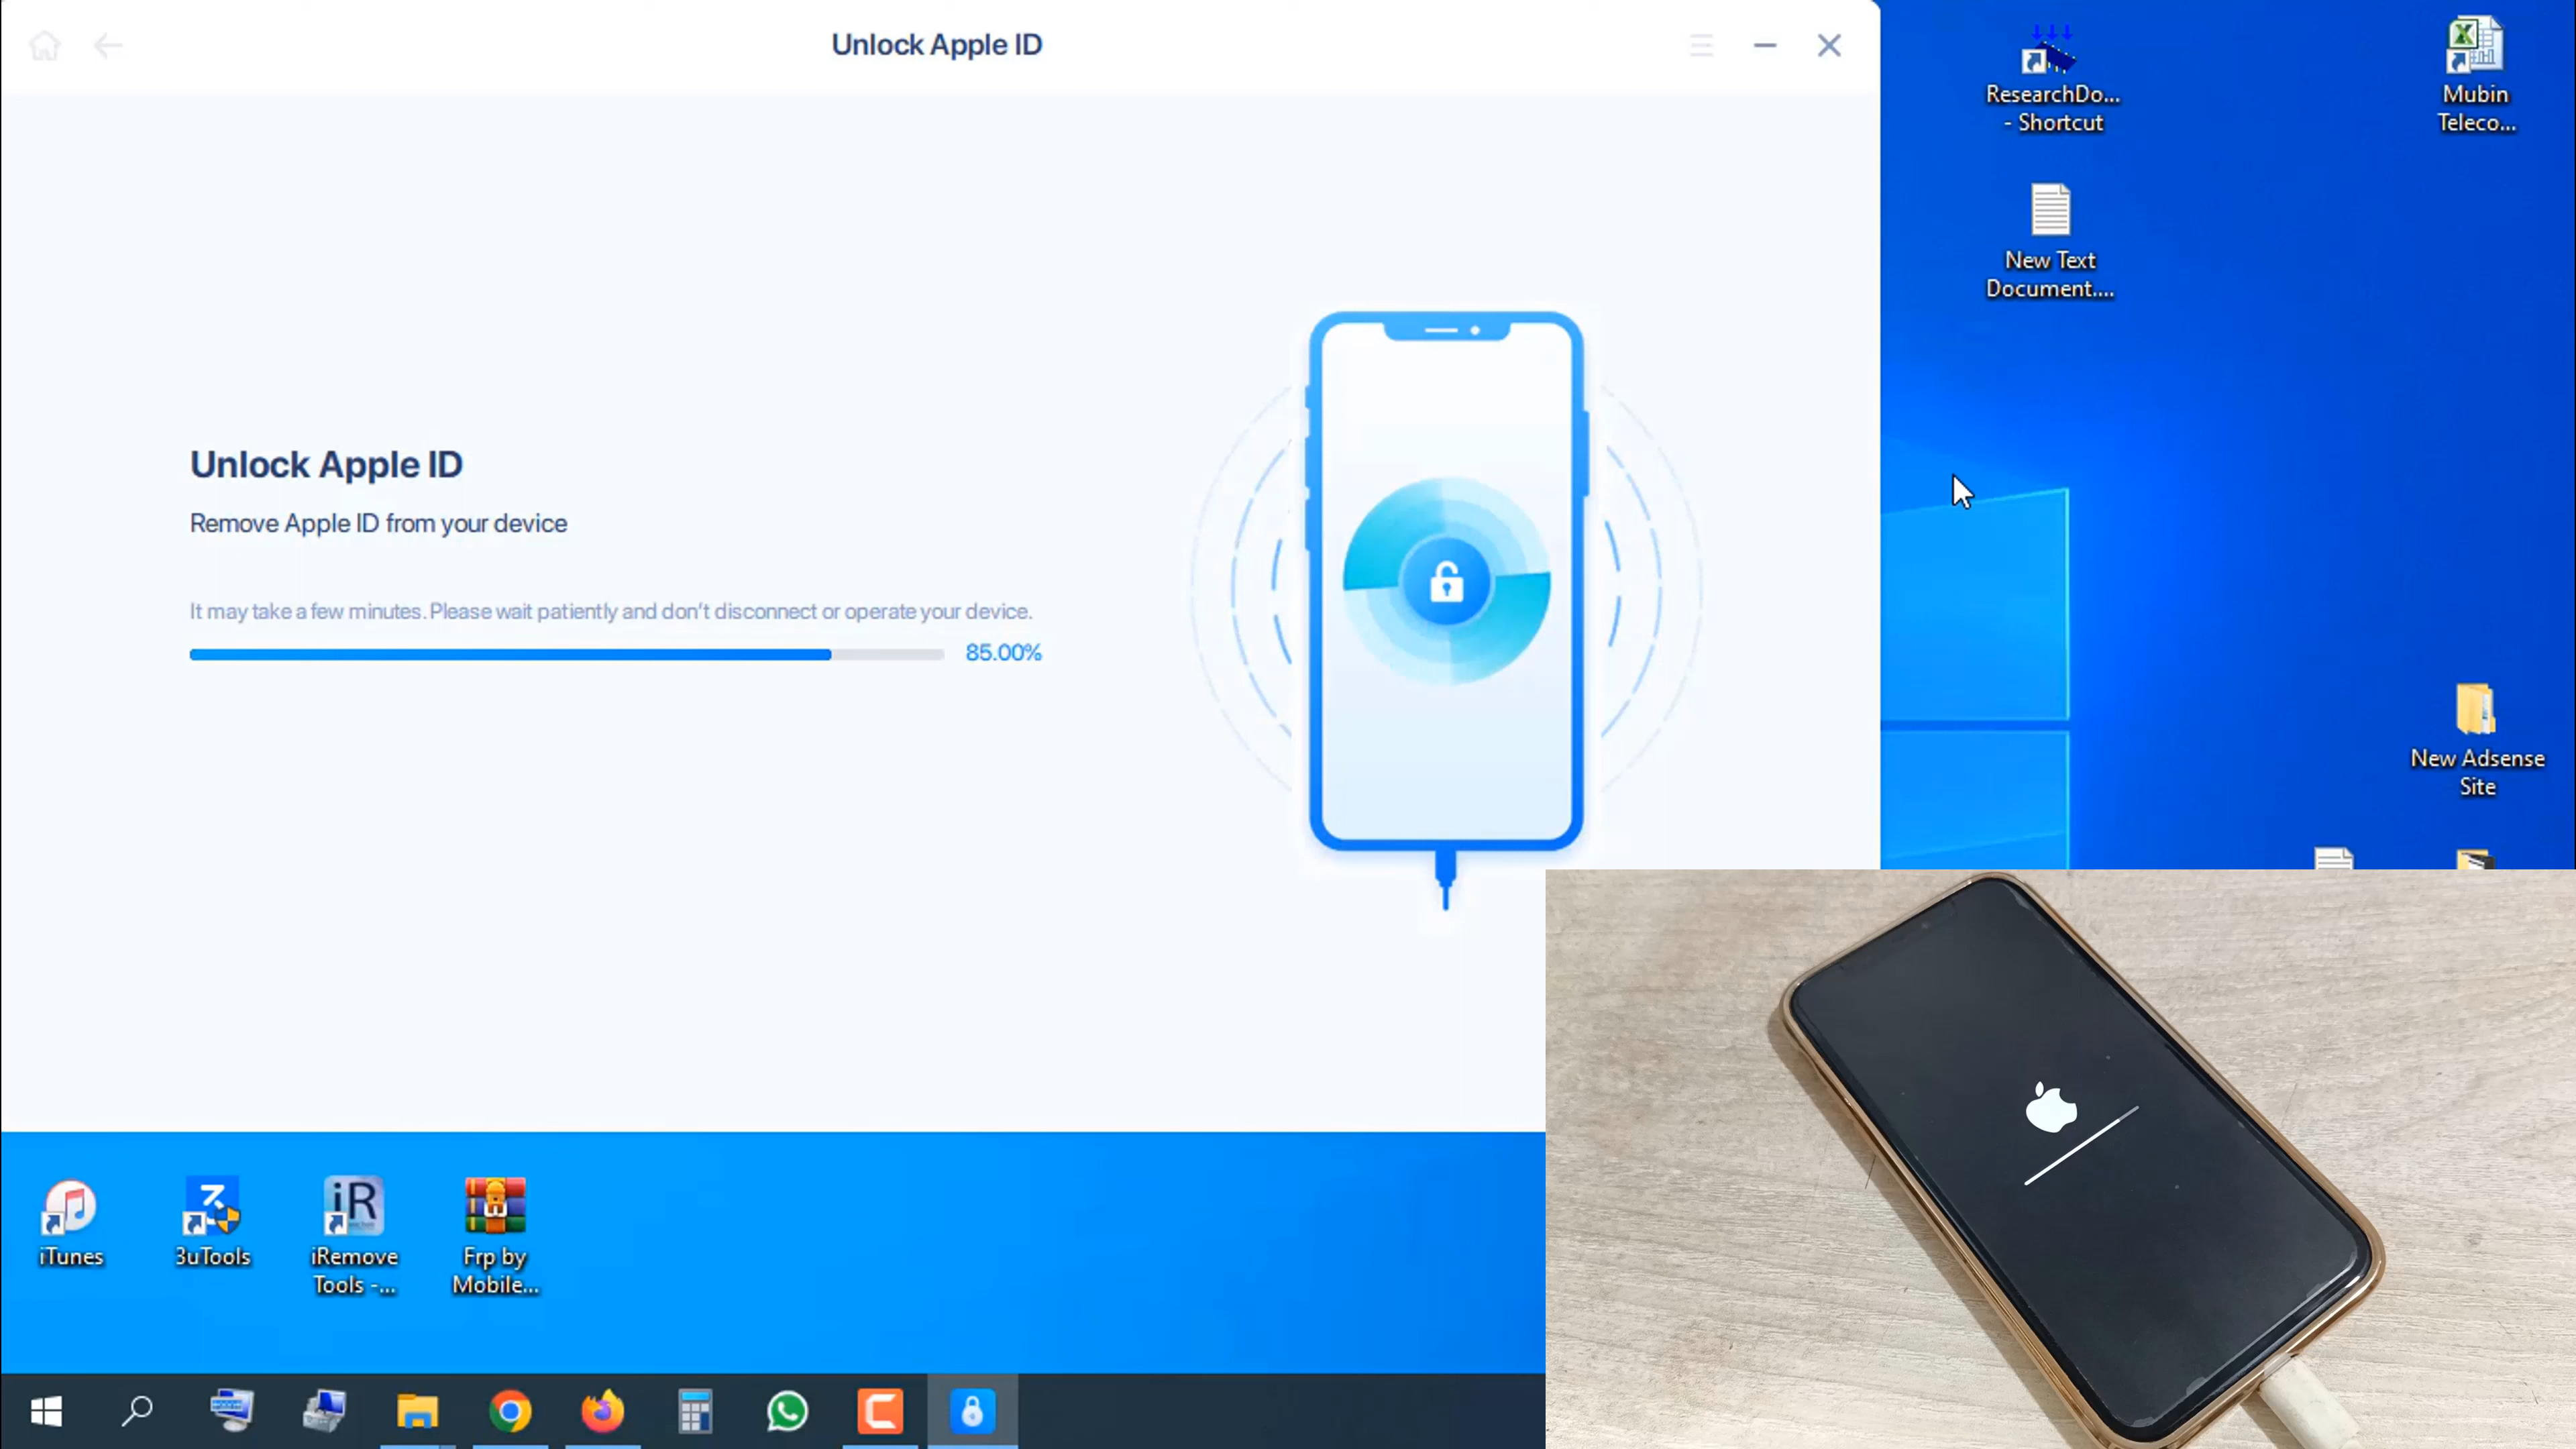 Unlock Apple ID
ResearchDo...
- Shortcut
Mubin
Teleco...
New Text
Document....
Unlock Apple ID
Remove Apple ID from your device
It may take a few minutes. Please wait patiently and don't disconnect or operate your device.
85.00%
New Adsense
Site
iTunes
3uTools
iR
iRemove
Tools -...
Frp by
Mobile...